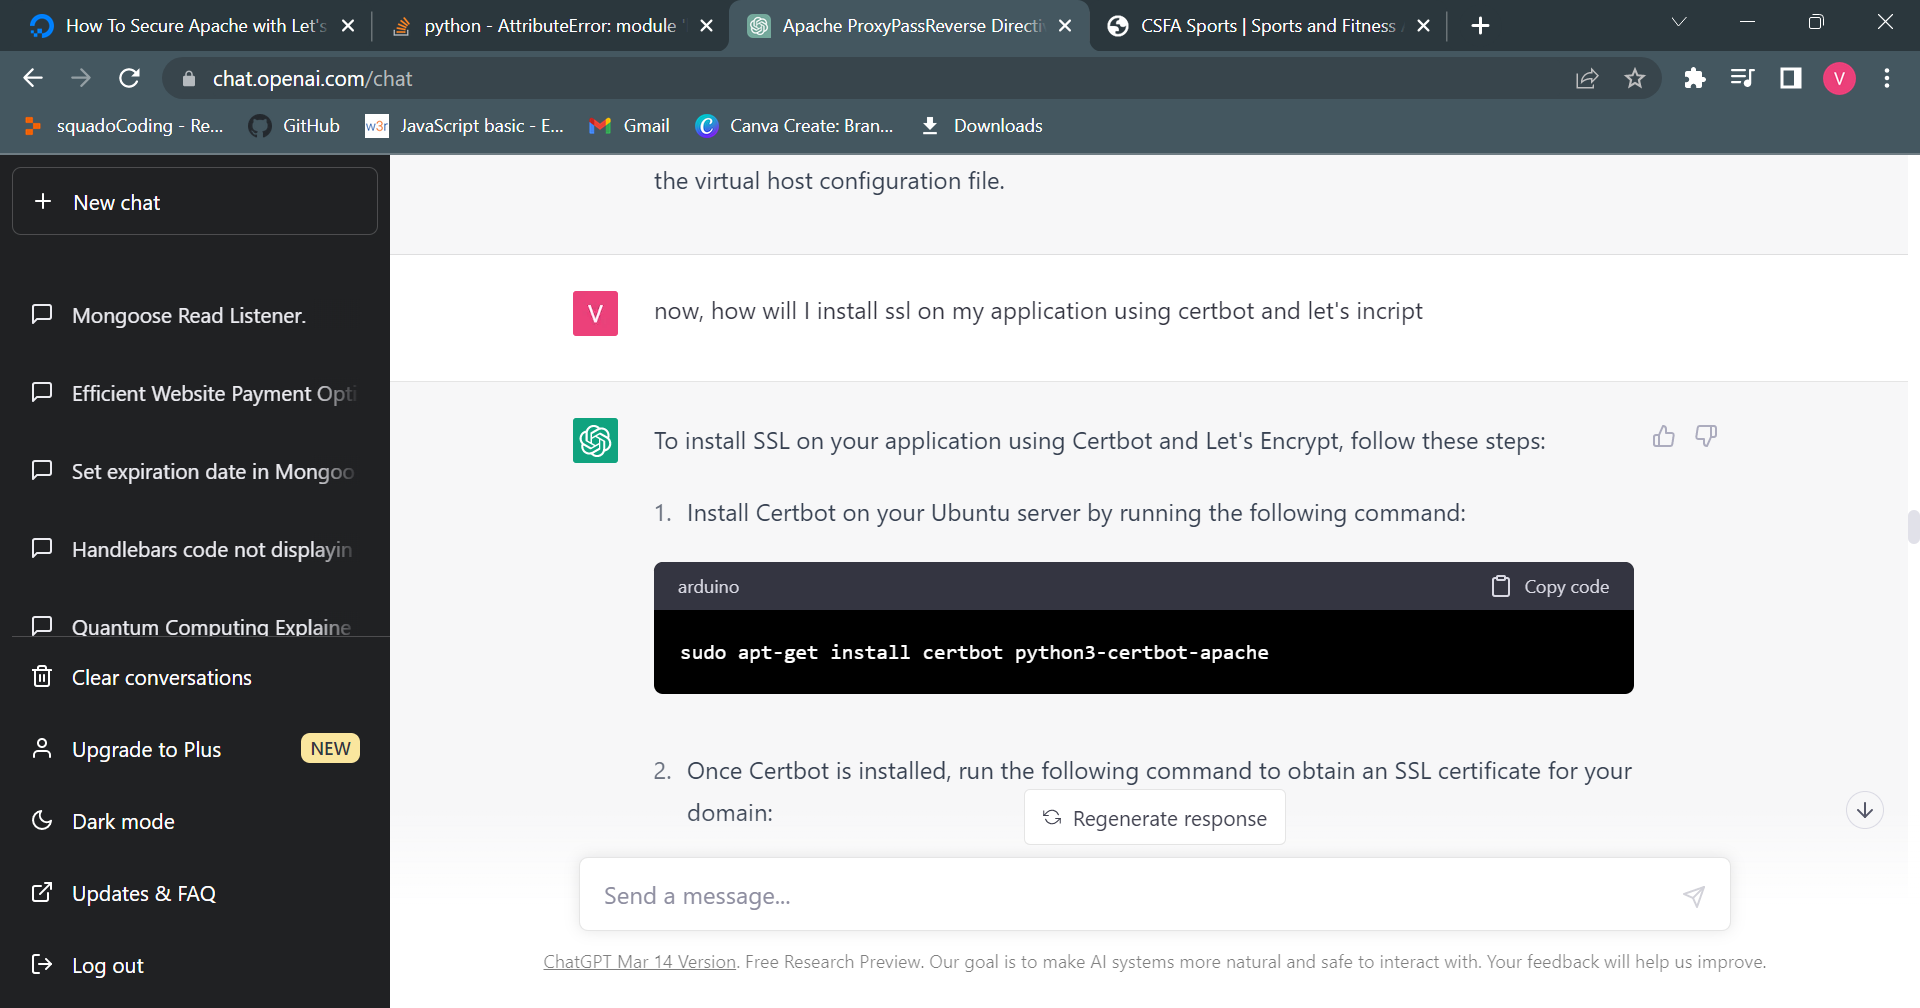 How To Secure Apache with Let's
python - AttributeError: module '
Apache ProxyPassReverse Directi
CSFA Sports | Sports and Fitness
chat.openai.com/chat
V
squadoCoding - Re...
GitHub
w3r
JavaScript basic - E...
Gmail
C
Canva Create: Bran...
Downloads
New chat
Mongoose Read Listener.
Efficient Website Payment Opti
Set expiration date in Mongoo
Handlebars code not displayin
Quantum Computing Explaine
Clear conversations
Upgrade to Plus
NEW
Dark mode
Updates & FAQ
Log out
the virtual host configuration file.
V
now, how will I install ssl on my application using certbot and let's incript
To install SSL on your application using Certbot and Let's Encrypt, follow these steps:
1. Install Certbot on your Ubuntu server by running the following command:
arduino
Copy code
sudo apt-get install certbot python3-certbot-apache
2. Once Certbot is installed, run the following command to obtain an SSL certificate for your
domain:
Regenerate response
Send a message...
ChatGPT Mar 14 Version. Free Research Preview. Our goal is to make AI systems more natural and safe to interact with. Your feedback will help us improve.